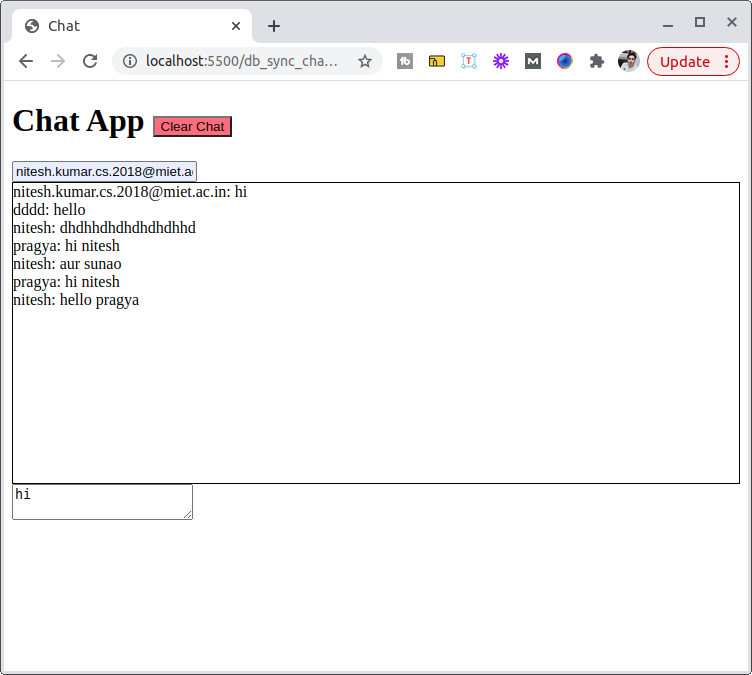 Chat
localhost:5500/db_sync_cha…
Update
Chat App
Clear Chat
nitesh.kumar.cs.2018@miet.a
nitesh.kumar.cs.2018@miet.ac.in: hi
dddd: hello
nitesh: dhdhhdhdhdhdhdhhd
pragya: hi nitesh
nitesh: aur sunao
pragya: hi nitesh
nitesh: hello pragya
hi